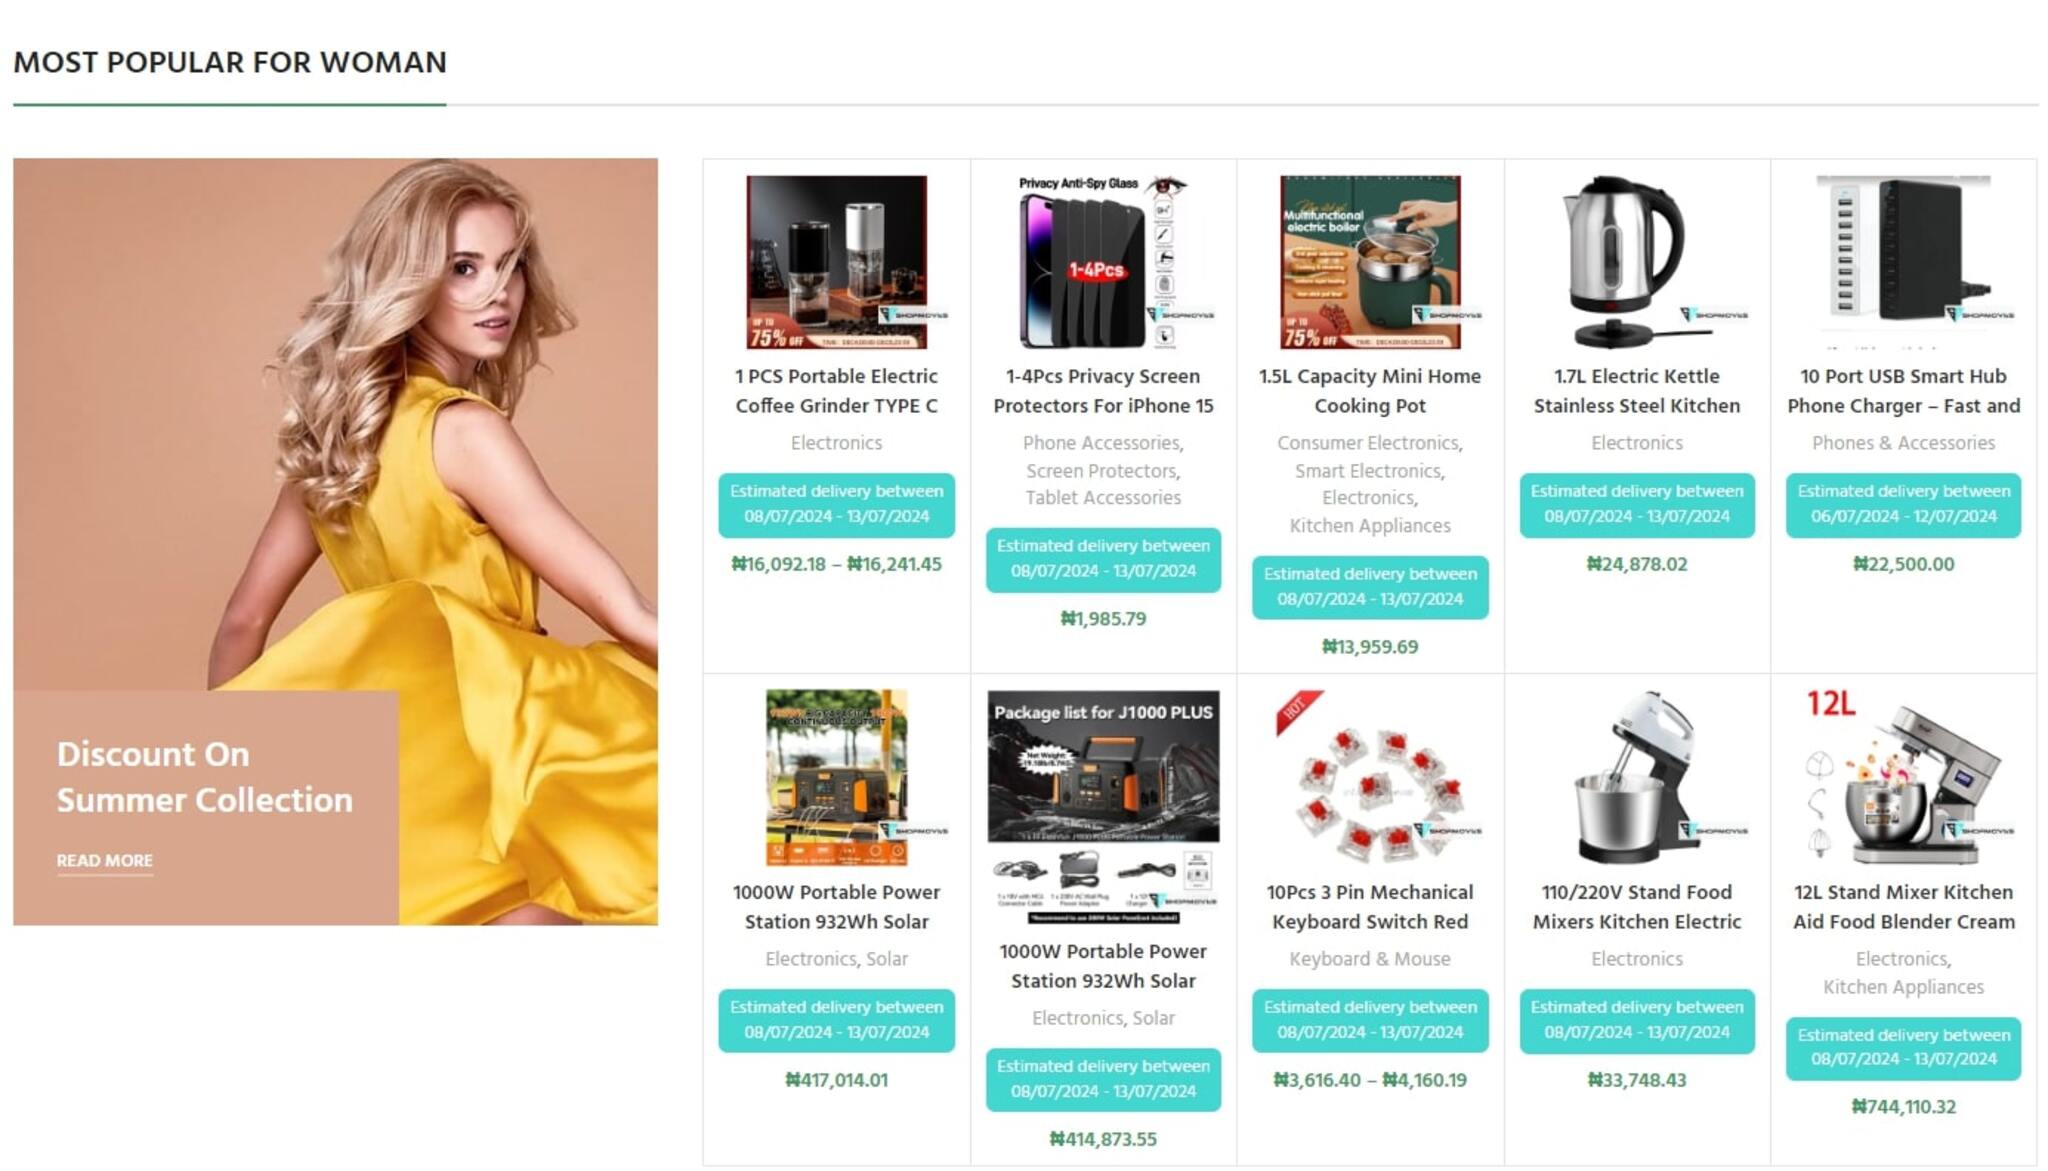 MOST POPULAR FOR WOMAN
Discount On
Summer Collection
READ MORE
UP TO
75% OFF
1 PCS Portable Electric
Coffee Grinder TYPE C
Electronics
Estimated delivery between
08/07/2024 - 13/07/2024
₦16,092.18 – ₦16,241.45
Privacy Anti-Spy Glass
1-4Pcs
1-4Pcs Privacy Screen
Protectors For iPhone 15
Phone Accessories,
Screen Protectors,
Tablet Accessories
Estimated delivery between
08/07/2024 - 13/07/2024
₦1,985.79
Multifunctional
electric boiler
UP TO
75% OFF
1.5L Capacity Mini Home
Cooking Pot
Consumer Electronics,
Smart Electronics,
Electronics,
Kitchen Appliances
Estimated delivery between
08/07/2024 - 13/07/2024
₦13,959.69
1.7L Electric Kettle
Stainless Steel Kitchen
Electronics
Estimated delivery between
08/07/2024 - 13/07/2024
₦24,878.02
10 Port USB Smart Hub
Phone Charger – Fast and
Phones & Accessories
Estimated delivery between
06/07/2024 - 12/07/2024
₦22,500.00
CONTINUOUS OUTPUT
1000W Portable Power
Station 932Wh Solar
Electronics, Solar
Estimated delivery between
08/07/2024 - 13/07/2024
₦417,014.01
Package list for J1000 PLUS
Net Weight:
1000W Portable Power
Station 932Wh Solar
Electronics, Solar
Estimated delivery between
08/07/2024 - 13/07/2024
₦414,873.55
HOT
10Pcs 3 Pin Mechanical
Keyboard Switch Red
Keyboard & Mouse
Estimated delivery between
08/07/2024 - 13/07/2024
₦3,616.40 – ₦4,160.19
110/220V Stand Food
Mixers Kitchen Electric
Electronics
Estimated delivery between
08/07/2024 - 13/07/2024
₦33,748.43
12L
12L Stand Mixer Kitchen
Aid Food Blender Cream
Electronics,
Kitchen Appliances
Estimated delivery between
08/07/2024 - 13/07/2024
₦744,110.32